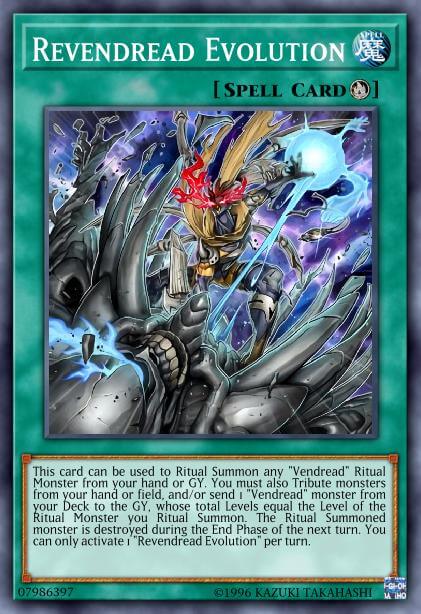 REVENDREAD EVOLUTION
SPELL
魔
[SPELL CARD]
This card can be used to Ritual Summon any "Vendread" Ritual
Monster from your hand or GY. You must also Tribute monsters
from your hand or field, and/or send 1 "Vendread" monster from
your Deck to the GY, whose total Levels equal the Level of the
Ritual Monster you Ritual Summon. The Ritual Summoned
monster is destroyed during the End Phase of the next turn. You
can only activate 1 "Revendread Evolution" per turn.
07986397
©1996 KAZUKI TAKAHASHI